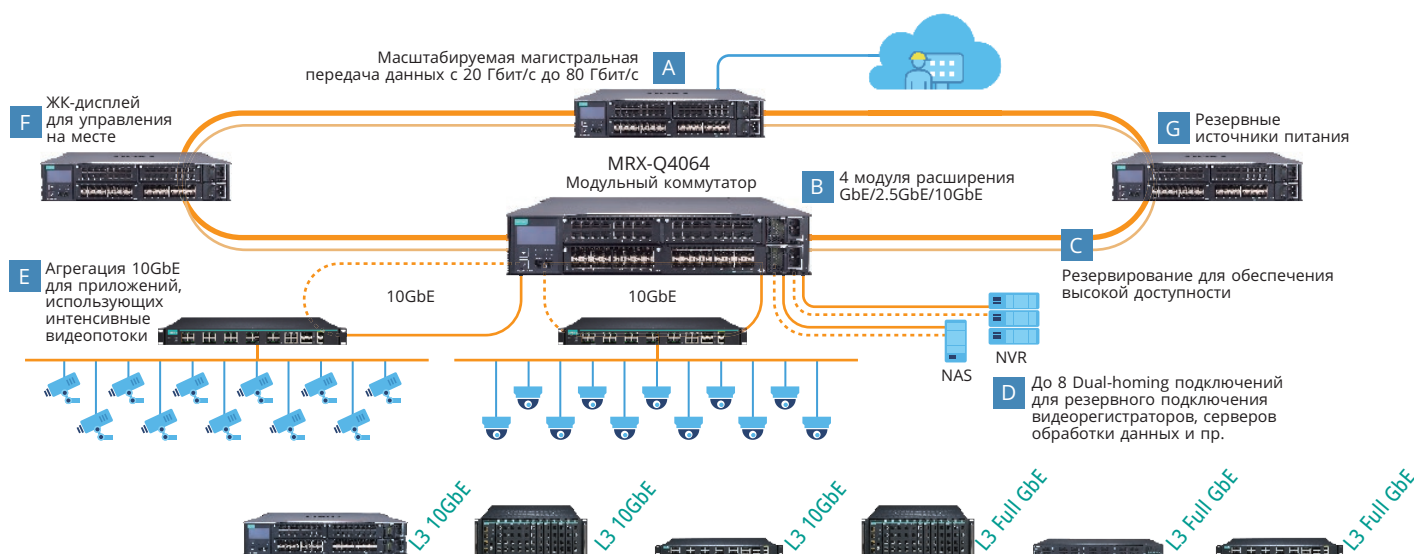 Масштабируемая магистральная
передача данных с 20 Гбит/с до 80 Гбит/с
A
F
ЖК-дисплей
для управления
на месте
G
Резервные
источники питания
MRX-Q4064
Модульный коммутатор
B
4 модуля расширения
GbE/2.5GbE/10GbE
C
Резервирование для обеспечения
высокой доступности
E
Агрегация 10GbE
для приложений,
использующих
интенсивные
видеопотоки
10GbE
10GbE
NAS
NVR
D
До 8 Dual-homing подключений
для резервного подключения
видеорегистраторов, серверов
обработки данных и пр.
L3 10GbE
L3 10GbE
L3 10GbE
L3 Full GbE
L3 Full GbE
L3 Full GbE